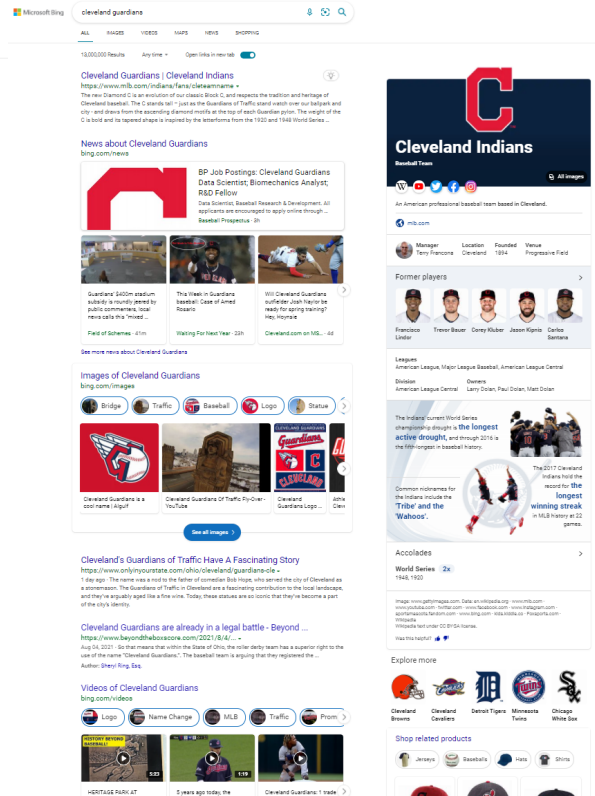 Microsoft Bing
cleveland guardians
ALL IMAGES VIDEOS MAPS NEWS SHOPPING
13,000,000 Results Any time Open links in new tab
Cleveland Guardians | Cleveland Indians
https://www.mlb.com/indians/fans/cleteamname
The new Diamond C is an evolution of our classic Block C, and respects the tradition and heritage of
Cleveland baseball. The C stands tall – just as the Guardians of Traffic stand watch over our ballpark and
city - and draws from the ascending diamond motifs at the top of each Guardian pylon. The weight of the
C is bold and its tapered shape is inspired by the letterforms from the 1920 and 1948 World Series ...
News about Cleveland Guardians
bing.com/news
BP Job Postings: Cleveland Guardians
Data Scientist; Biomechanics Analyst;
R&D Fellow
Data Scientist, Baseball Research & Development. All
applicants are encouraged to apply online through ...
Baseball Prospectus · 3h
Guardians' $400m stadium
subsidy is roundly jeered by
public commenters, local
news calls this "mixed ...
Field of Schemes · 41m
This Week in Guardians
baseball: Case of Amed
Rosario
Waiting For Next Year · 23h
Will Cleveland Guardians
outfielder Josh Naylor be
ready for spring training?
Hey, Hoynsie
Cleveland.com on MS... · 4d
See more news about Cleveland Guardians
Images of Cleveland Guardians
bing.com/images
Bridge Traffic Baseball Logo Statue
Guardians
CLEVELAND
Cleveland Guardians is a
cool name | Algulf
Cleveland Guardians Of Traffic Fly-Over -
YouTube
Cleveland
Guardians Logo ...
See all images
Cleveland's Guardians of Traffic Have A Fascinating Story
https://www.onlyinyourstate.com/ohio/cleveland/guardians-cle
1 day ago · The name was a nod to the father of comedian Bob Hope, who served the city of Cleveland as
a stonemason. The Guardians of Traffic in Cleveland are a fascinating contribution to the local landscape,
and they've arguably aged like a fine wine. Today, these statues are so iconic that they've become a part
of the city's identity.
Cleveland Guardians are already in a legal battle - Beyond ...
https://www.beyondtheboxscore.com/2021/8/4/...
Aug 04, 2021 · So that means that within the State of Ohio, the roller derby team has a superior right to the
use of the name "Cleveland Guardians.". The baseball team is arguing that they registered the ...
Author: Sheryl Ring, Esq.
Videos of Cleveland Guardians
bing.com/videos
Logo Name Change MLB Traffic Prom
HISTORY BEYOND
BASEBALL!
5:23
1:19
HERITAGE PARK AT
5 years ago today, the
Cleveland Guardians: 1 trade
Cleveland Indians
Baseball Team
All images
An American professional baseball team based in Cleveland.
mlb.com
Manager
Terry Francona
Location
Cleveland
Founded
1894
Venue
Progressive Field
Former players
Francisco
Lindor
Trevor Bauer
Corey Kluber
Jason Kipnis
Carlos
Santana
Leagues
American League, Major League Baseball, American League Central
Division
American League Central
Owners
Larry Dolan, Paul Dolan, Matt Dolan
The Indians' current World Series
championship drought is the longest
active drought, and through 2016 is
the fifth-longest in baseball history.
Common nicknames for
the Indians include the
'Tribe' and the
'Wahoos'.
The 2017 Cleveland
Indians hold the
record for the
longest
winning streak
in MLB history at 22
games.
Accolades
World Series 2x
1948, 1920
Wikipedia
Wikipedia text under CC BY-SA license.
Was this helpful?
Explore more
Cleveland
Browns
Cleveland
Cavaliers
Detroit Tigers
Minnesota
Twins
Chicago
White Sox
Shop related products
Jerseys Baseballs Hats Shirts